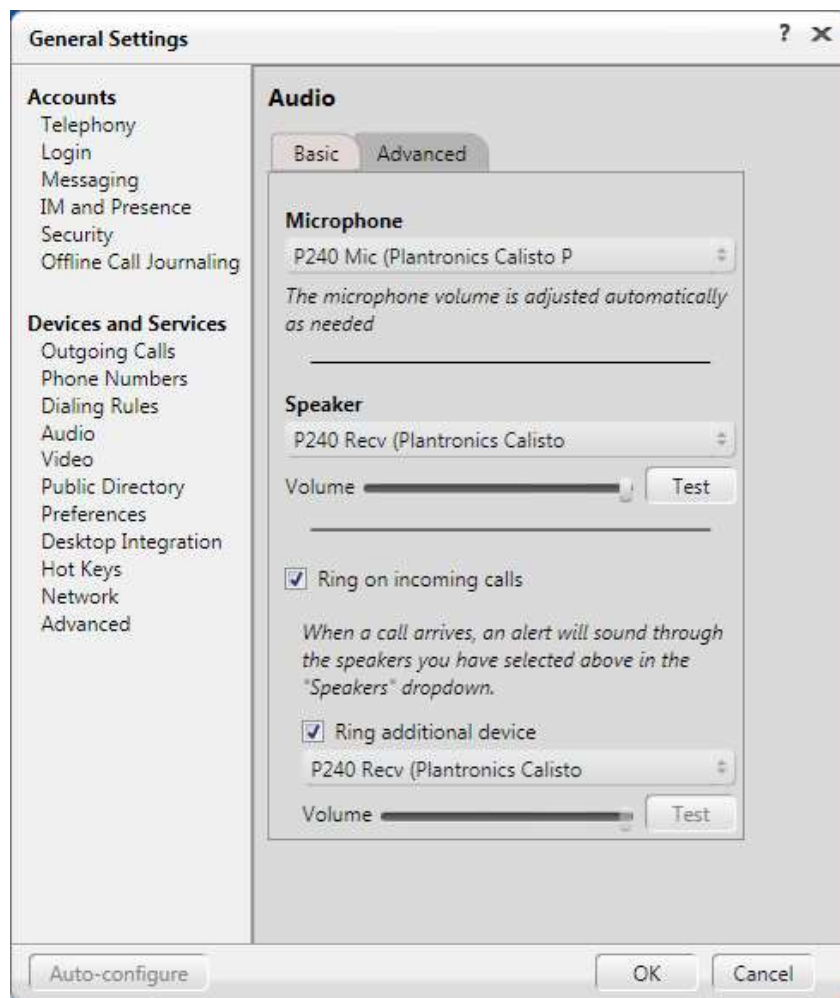 General Settings
?
Accounts
Telephony
Login
Messaging
IM and Presence
Security
Offline Call Journaling
Devices and Services
Outgoing Calls
Phone Numbers
Dialing Rules
Audio
Video
Public Directory
Preferences
Desktop Integration
Hot Keys
Network
Advanced
Audio
Basic
Advanced
Microphone
P240 Mic (Plantronics Calisto P
The microphone volume is adjusted automatically
as needed
Speaker
P240 Recv (Plantronics Calisto
Volume
Test
Ring on incoming calls
When a call arrives, an alert will sound through
the speakers you have selected above in the
"Speakers" dropdown.
Ring additional device
P240 Recv (Plantronics Calisto
Volume
Test
Auto-configure
OK
Cancel